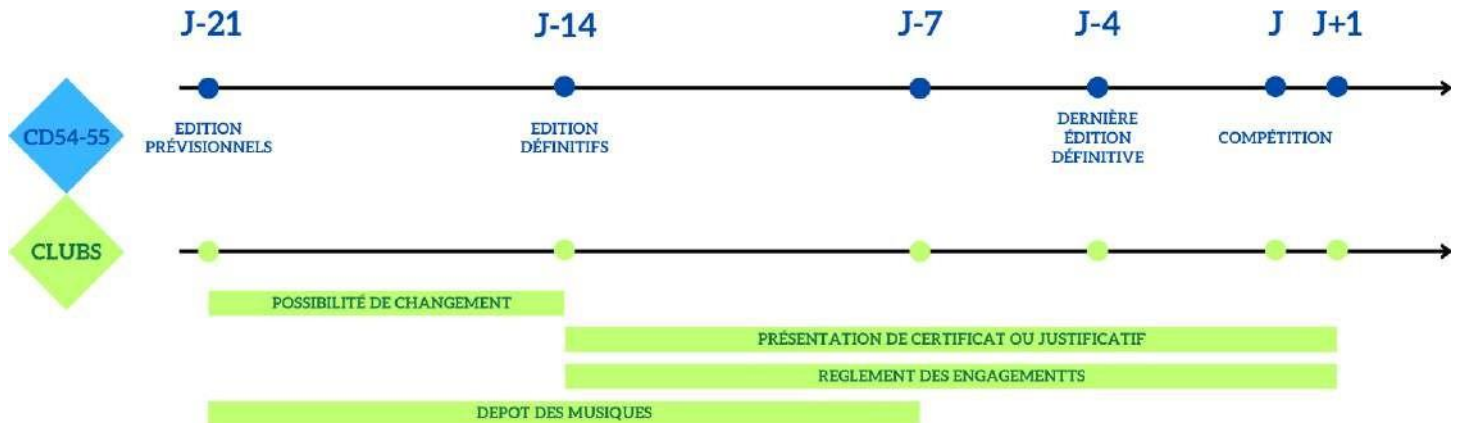 J-21 J-14 J-7 J-4 J J+1
CD54-55
EDITION
PRÉVISIONNELS
EDITION
DÉFINITIFS
DERNIÈRE
ÉDITION
DÉFINITIVE
COMPÉTITION
CLUBS
POSSIBILITÉ DE CHANGEMENT
PRÉSENTATION DE CERTIFICAT OU JUSTIFICATIF
REGLEMENT DES ENGAGEMENTTS
DEPOT DES MUSIQUES